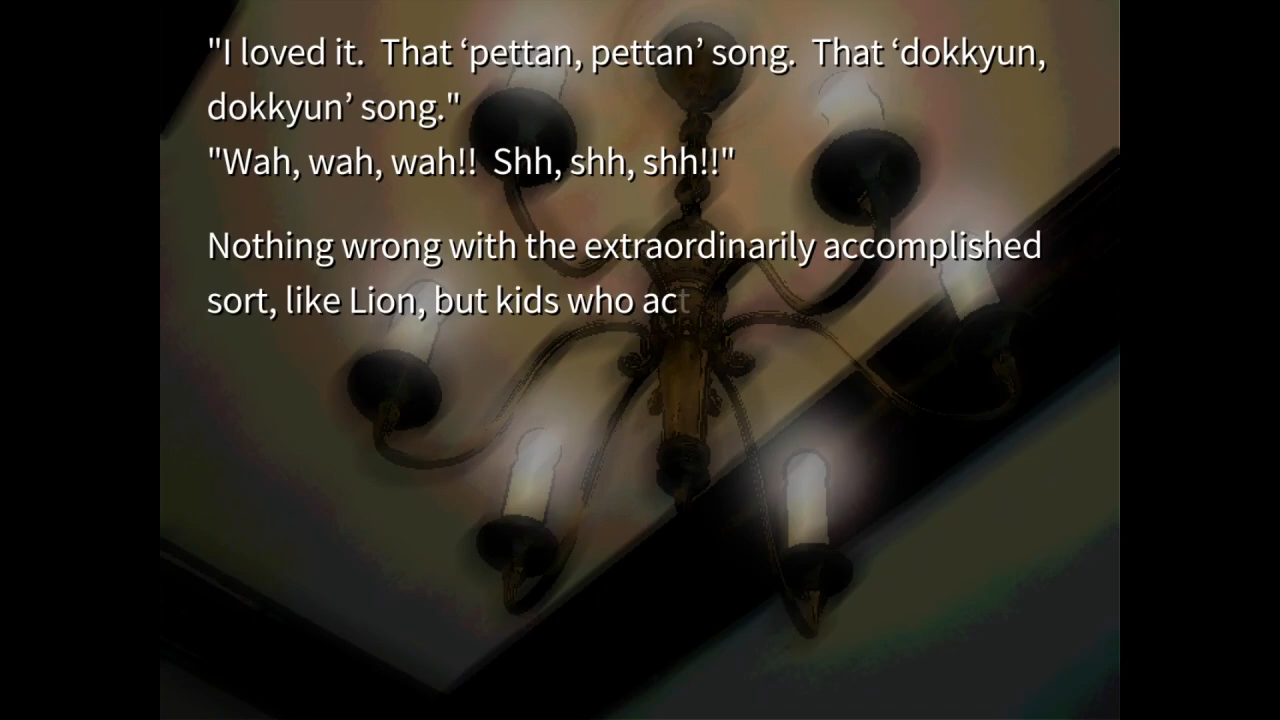 "I loved it.  That ‘pettan, pettan’ song.  That ‘dokkyun,
dokkyun’ song."
"Wah, wah, wah!!  Shh, shh, shh!!"
Nothing wrong with the extraordinarily accomplished
sort, like Lion, but kids who act